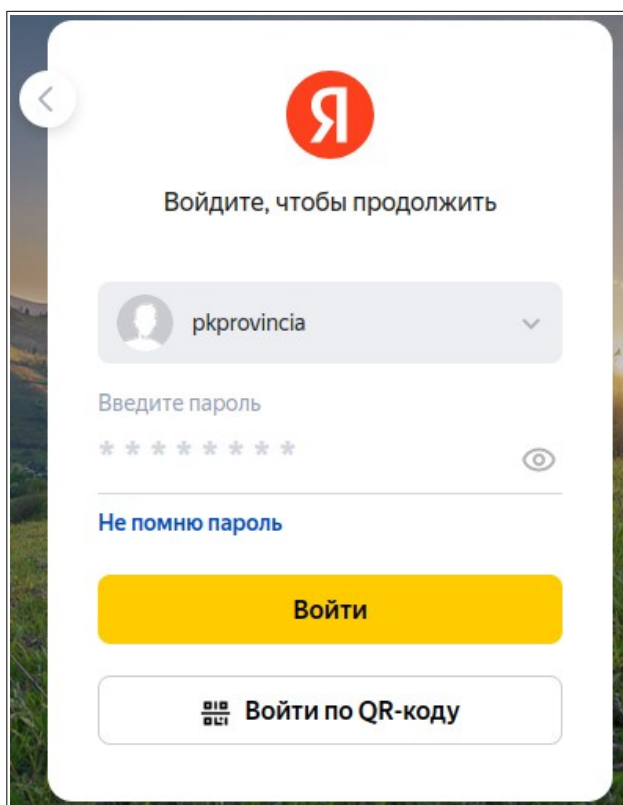 Я
Войдите, чтобы продолжить
pkprovincia
Введите пароль
* * * * * * * *
Не помню пароль
Войти
Войти по QR-коду